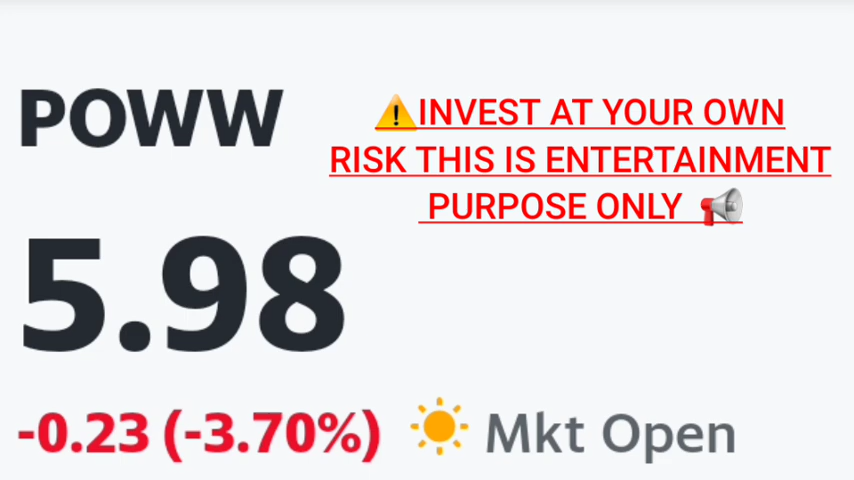 POWW
⚠️INVEST AT YOUR OWN
RISK THIS IS ENTERTAINMENT
PURPOSE ONLY 📢
5.98
-0.23 (-3.70%) Mkt Open